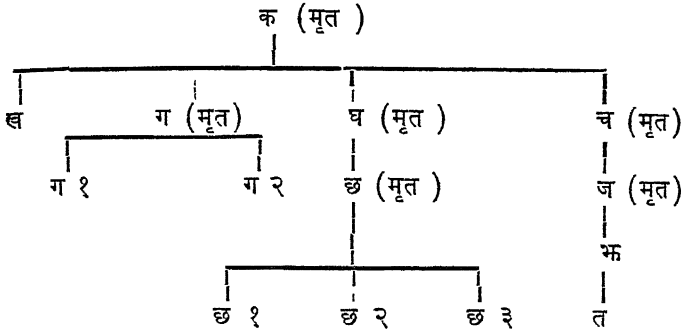 क (मृत )
ख ग (मृत) घ (मृत ) च (मृत)
ग १ ग २ छ (मृत ) ज (मृत)
झ
छ १ छ २ छ ३ त